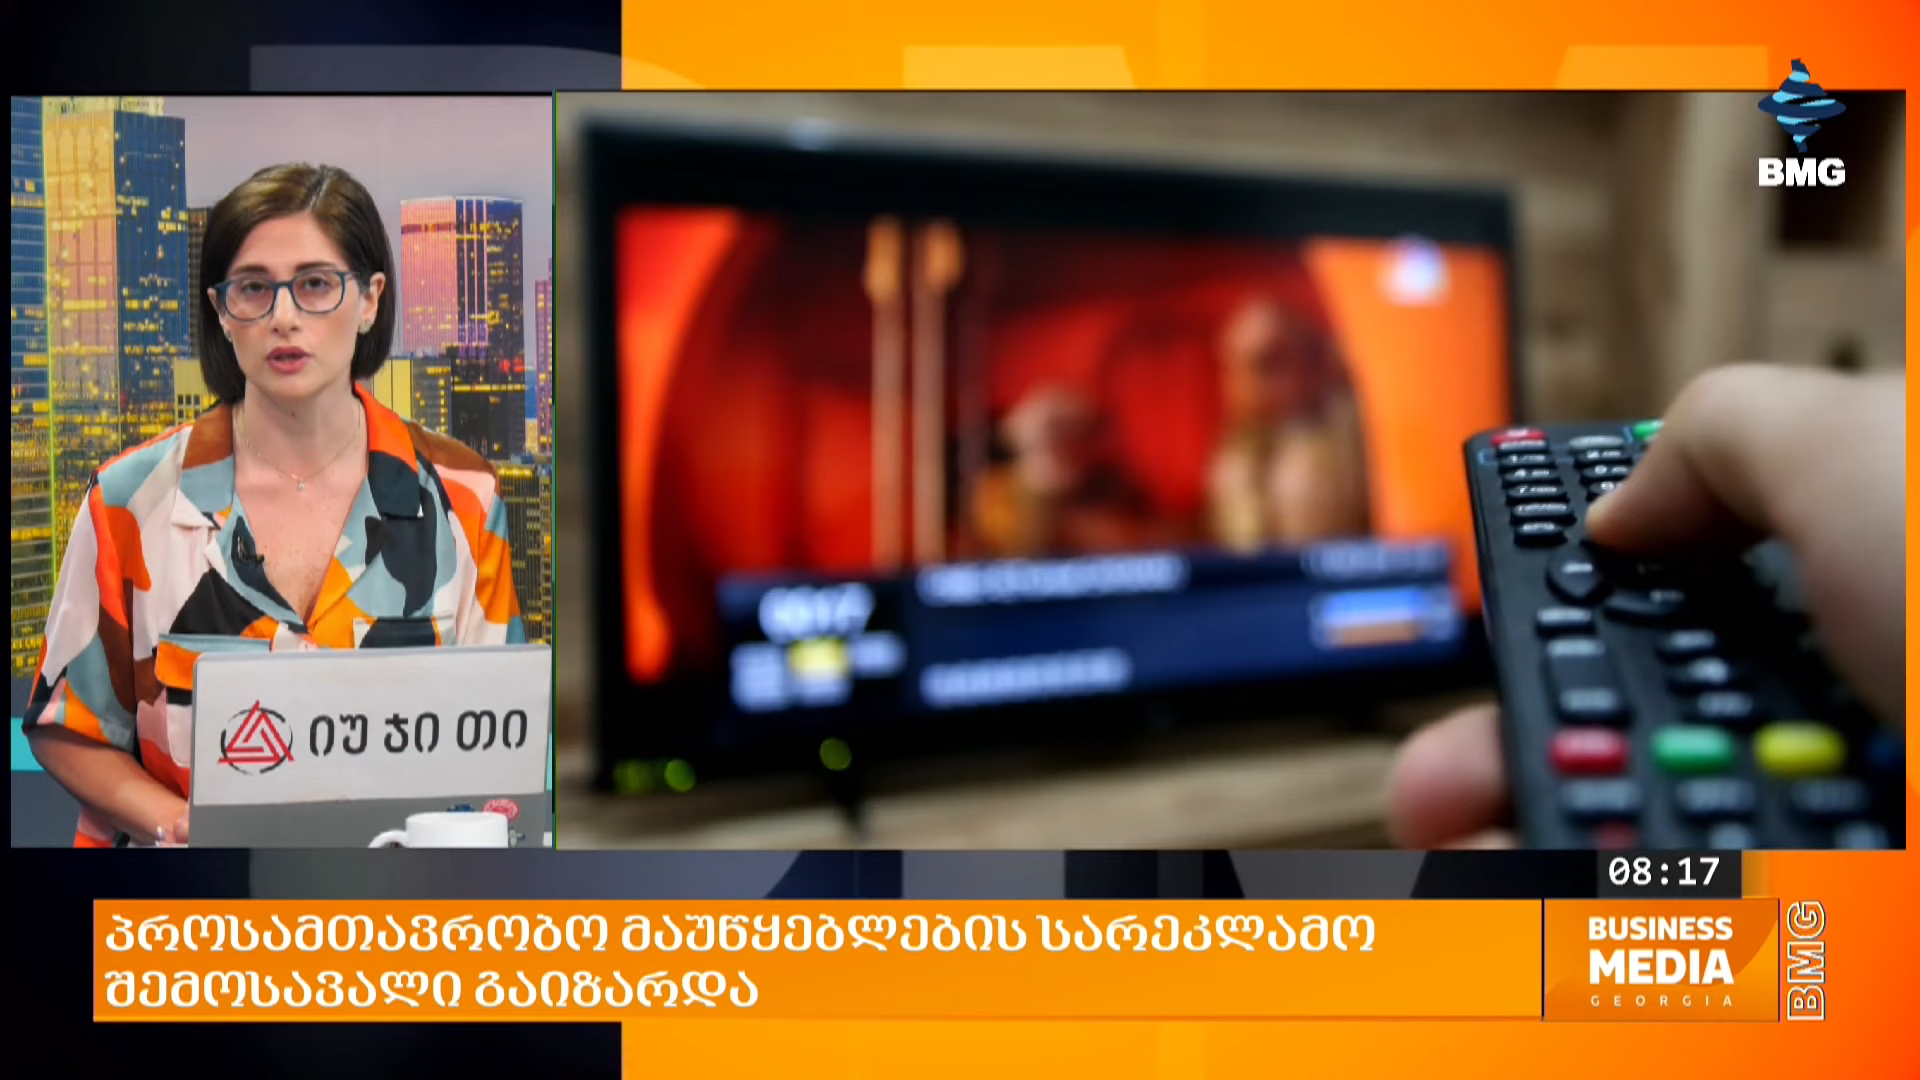 BMG
იუ ჯი თი
08:17
პროსამთავრობო მაუწყებლების სარეკლამო
შემოსავალი გაიზარდა
BUSINESS
MEDIA
GEORGIA
BMG